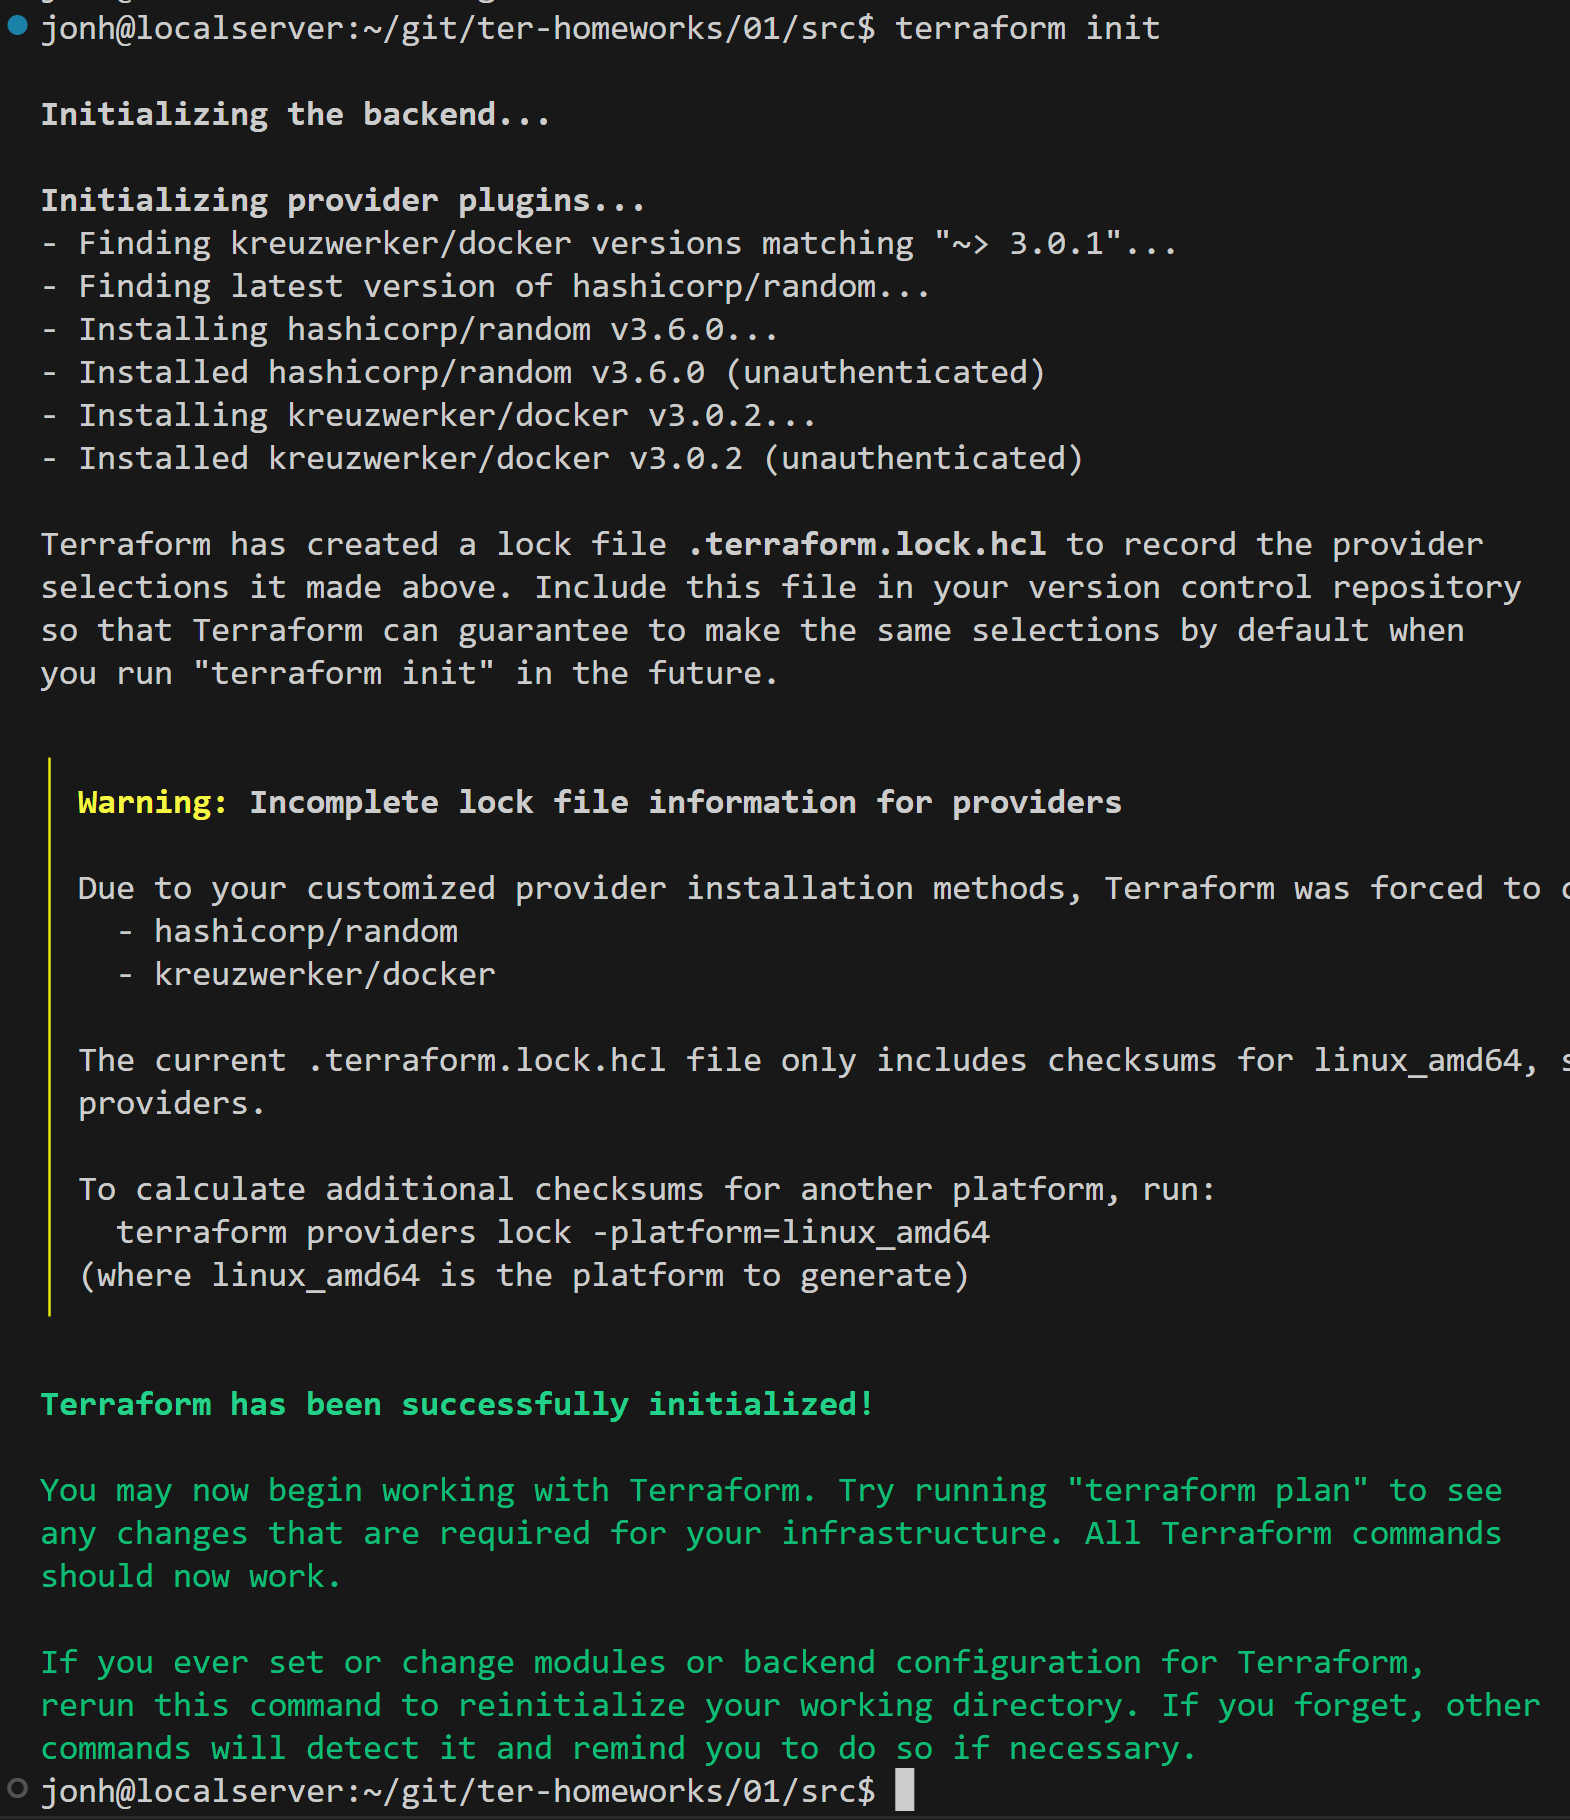 jonh@localserver:~/git/ter-homeworks/01/src$ terraform init
Initializing the backend...
Initializing provider plugins...
- Finding kreuzwerker/docker versions matching "~> 3.0.1"...
- Finding latest version of hashicorp/random...
- Installing hashicorp/random v3.6.0...
- Installed hashicorp/random v3.6.0 (unauthenticated)
- Installing kreuzwerker/docker v3.0.2...
- Installed kreuzwerker/docker v3.0.2 (unauthenticated)
Terraform has created a lock file .terraform.lock.hcl to record the provider
selections it made above. Include this file in your version control repository
so that Terraform can guarantee to make the same selections by default when
you run "terraform init" in the future.
Warning: Incomplete lock file information for providers
Due to your customized provider installation methods, Terraform was forced to
- hashicorp/random
- kreuzwerker/docker
The current .terraform.lock.hcl file only includes checksums for linux_amd64,
providers.
To calculate additional checksums for another platform, run:
terraform providers lock -platform=linux_amd64
(where linux_amd64 is the platform to generate)
Terraform has been successfully initialized!
You may now begin working with Terraform. Try running "terraform plan" to see
any changes that are required for your infrastructure. All Terraform commands
should now work.
If you ever set or change modules or backend configuration for Terraform,
rerun this command to reinitialize your working directory. If you forget, other
commands will detect it and remind you to do so if necessary.
jonh@localserver:~/git/ter-homeworks/01/src$